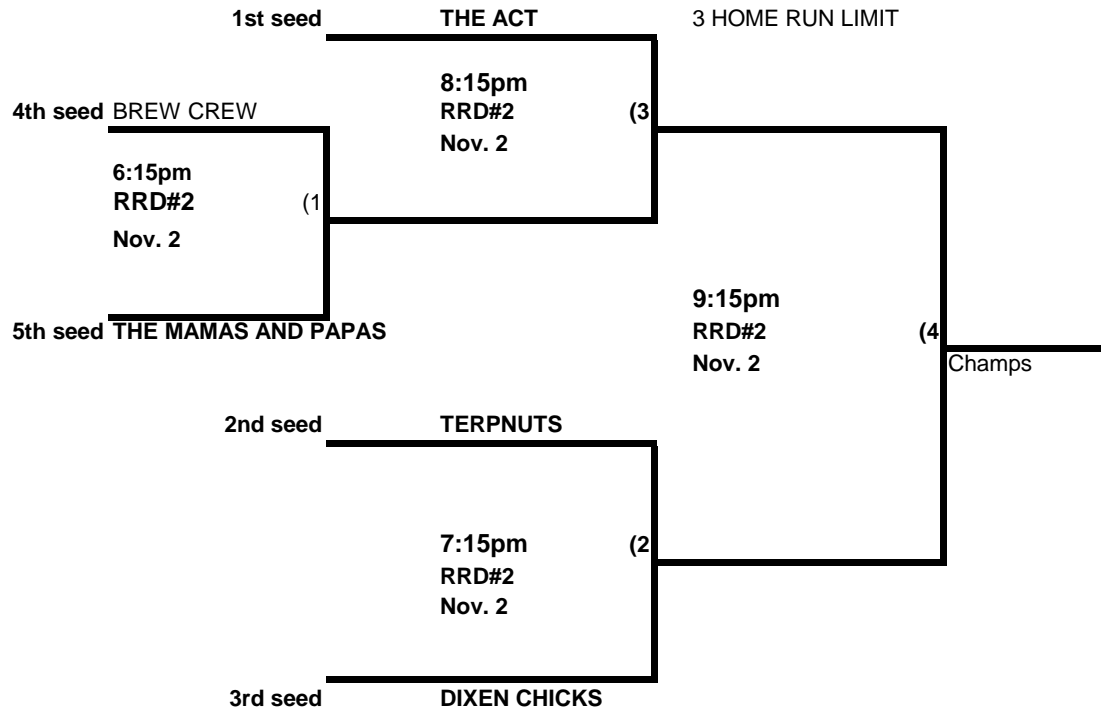 1st seed THE ACT 3 HOME RUN LIMIT
8:15pm
4th seed BREW CREW RRD#2 (3
Nov. 2
6:15pm
RRD#2 (1
Nov. 2
9:15pm
5th seed THE MAMAS AND PAPAS RRD#2 (4
Nov. 2 Champs
2nd seed TERPNUTS
7:15pm (2
RRD#2
Nov. 2
3rd seed DIXEN CHICKS